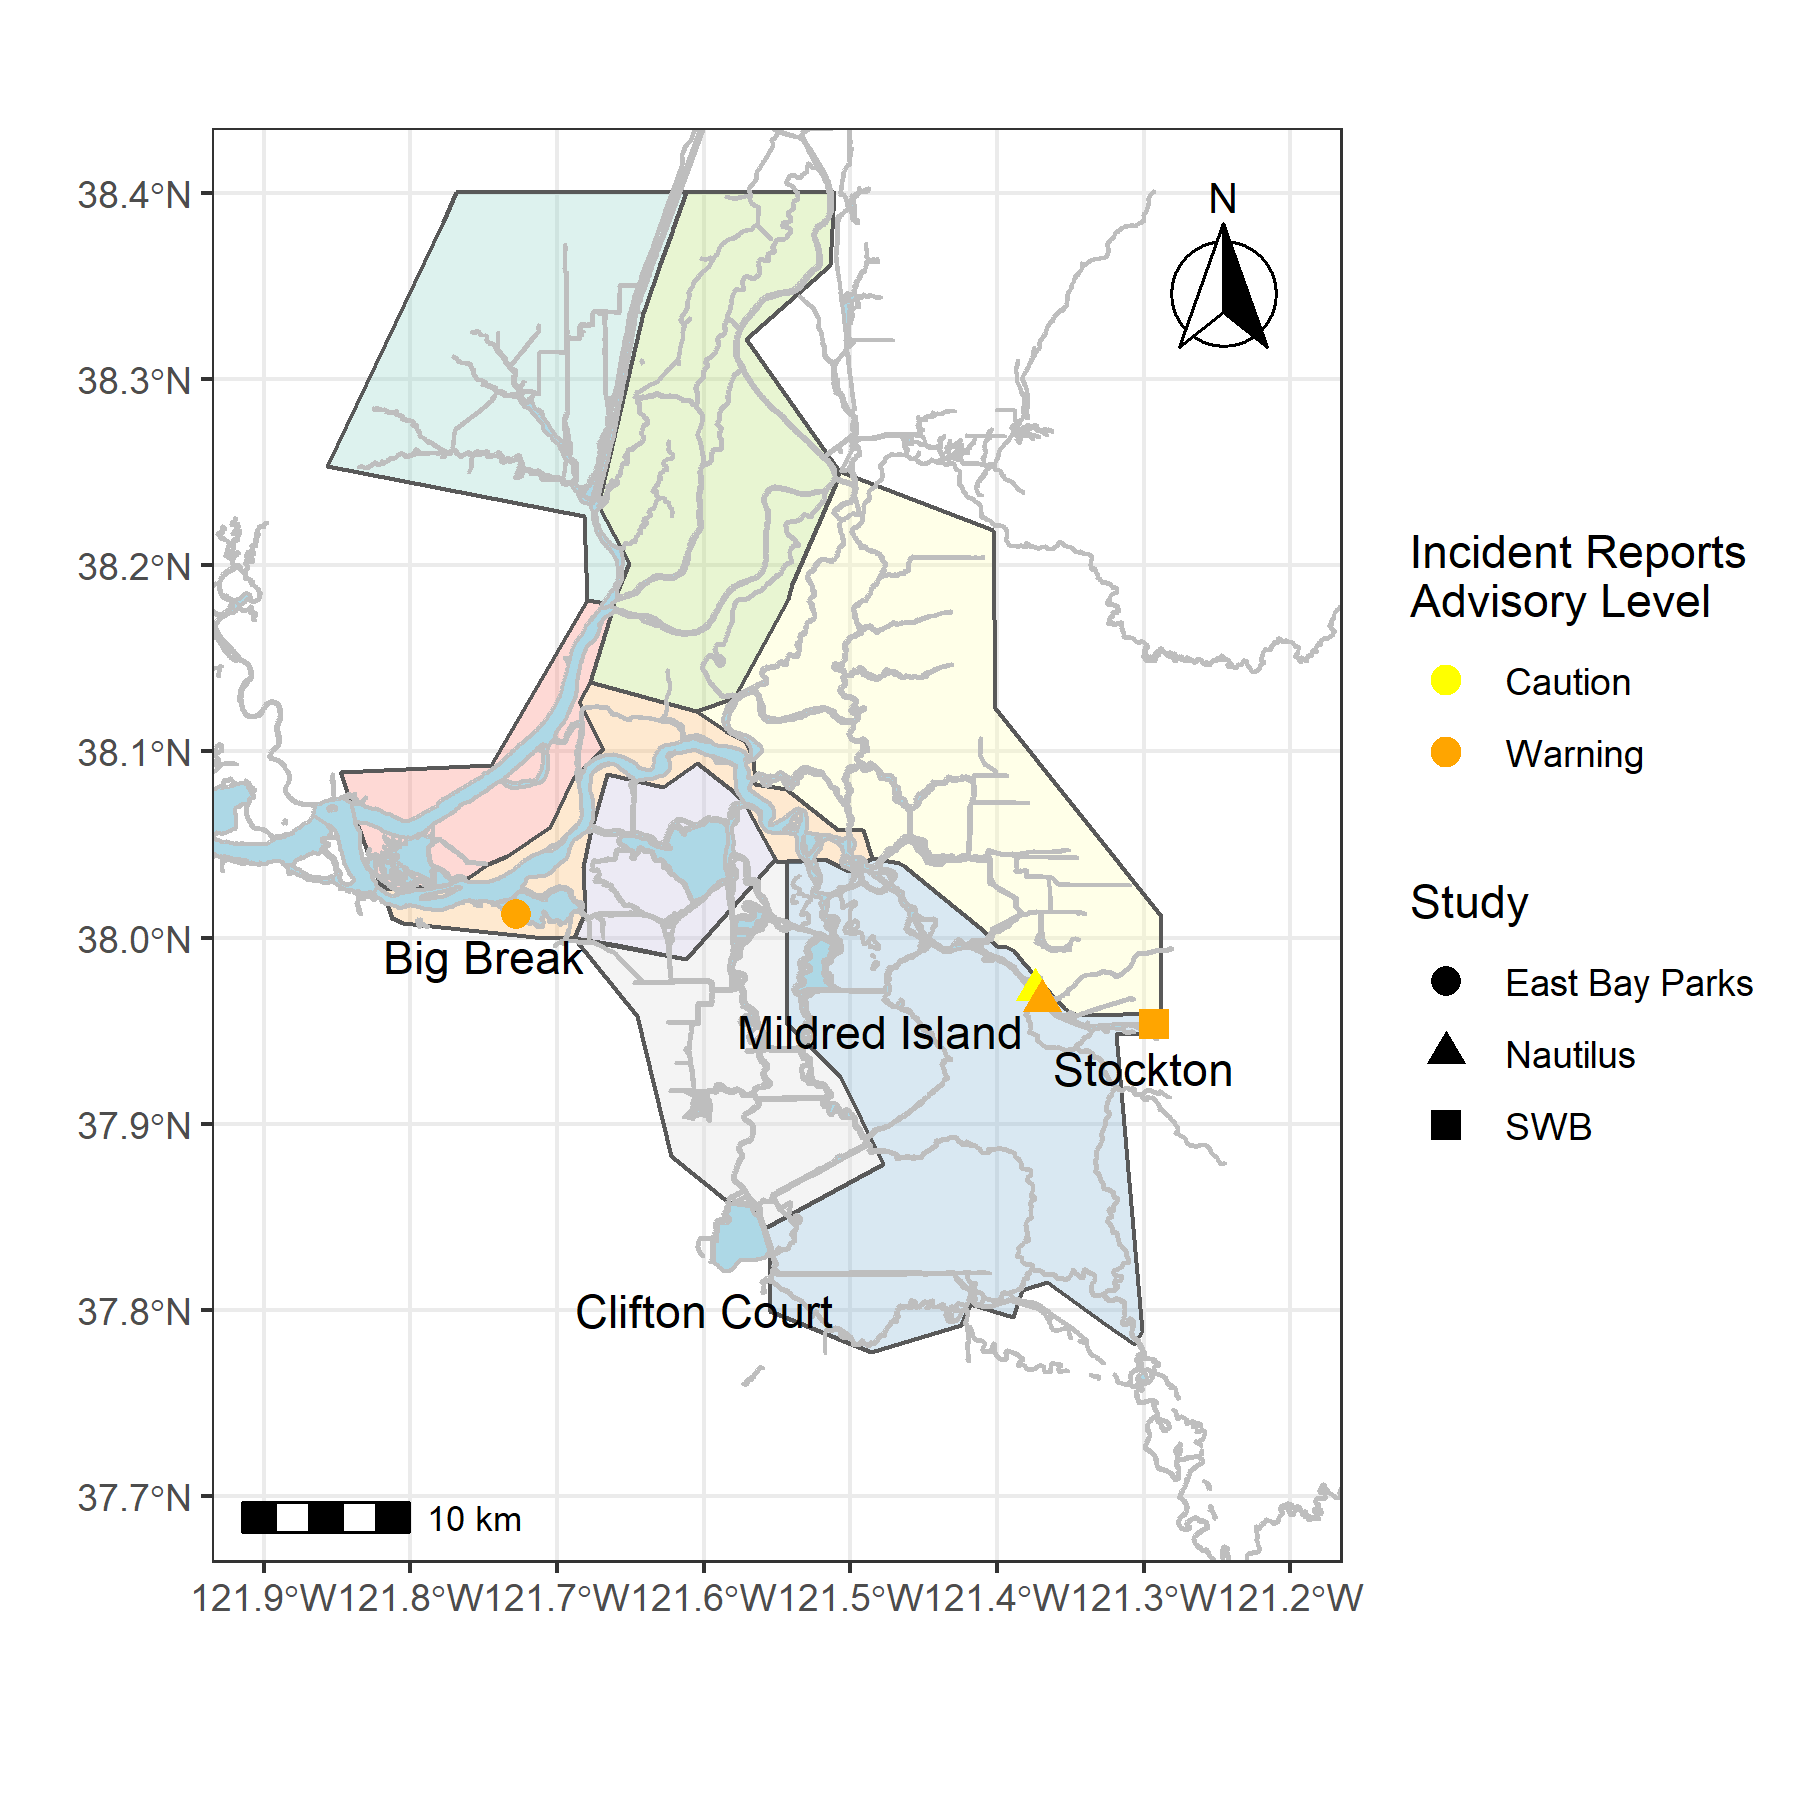 38.4°N
38.3°N
38.2°N
38.1°N
38.0°N
37.9°N
37.8°N
37.7°N
N
Big Break
Mildred Island
Stockton
Clifton Court
10 km
121.9°W 121.8°W 121.7°W 121.6°W 121.5°W 121.4°W 121.3°W 121.2°W
Incident Reports
Advisory Level
Caution
Warning
Study
East Bay Parks
Nautilus
SWB